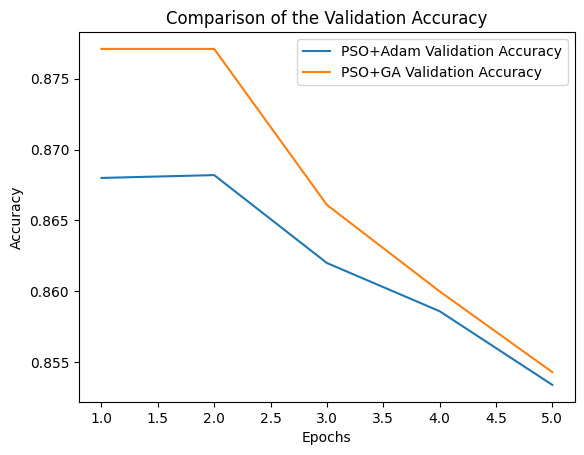 Comparison of the Validation Accuracy
PSO+Adam Validation Accuracy
PSO+GA Validation Accuracy
Accuracy
0.875
0.870
0.865
0.860
0.855
1.0 1.5 2.0 2.5 3.0 3.5 4.0 4.5 5.0
Epochs